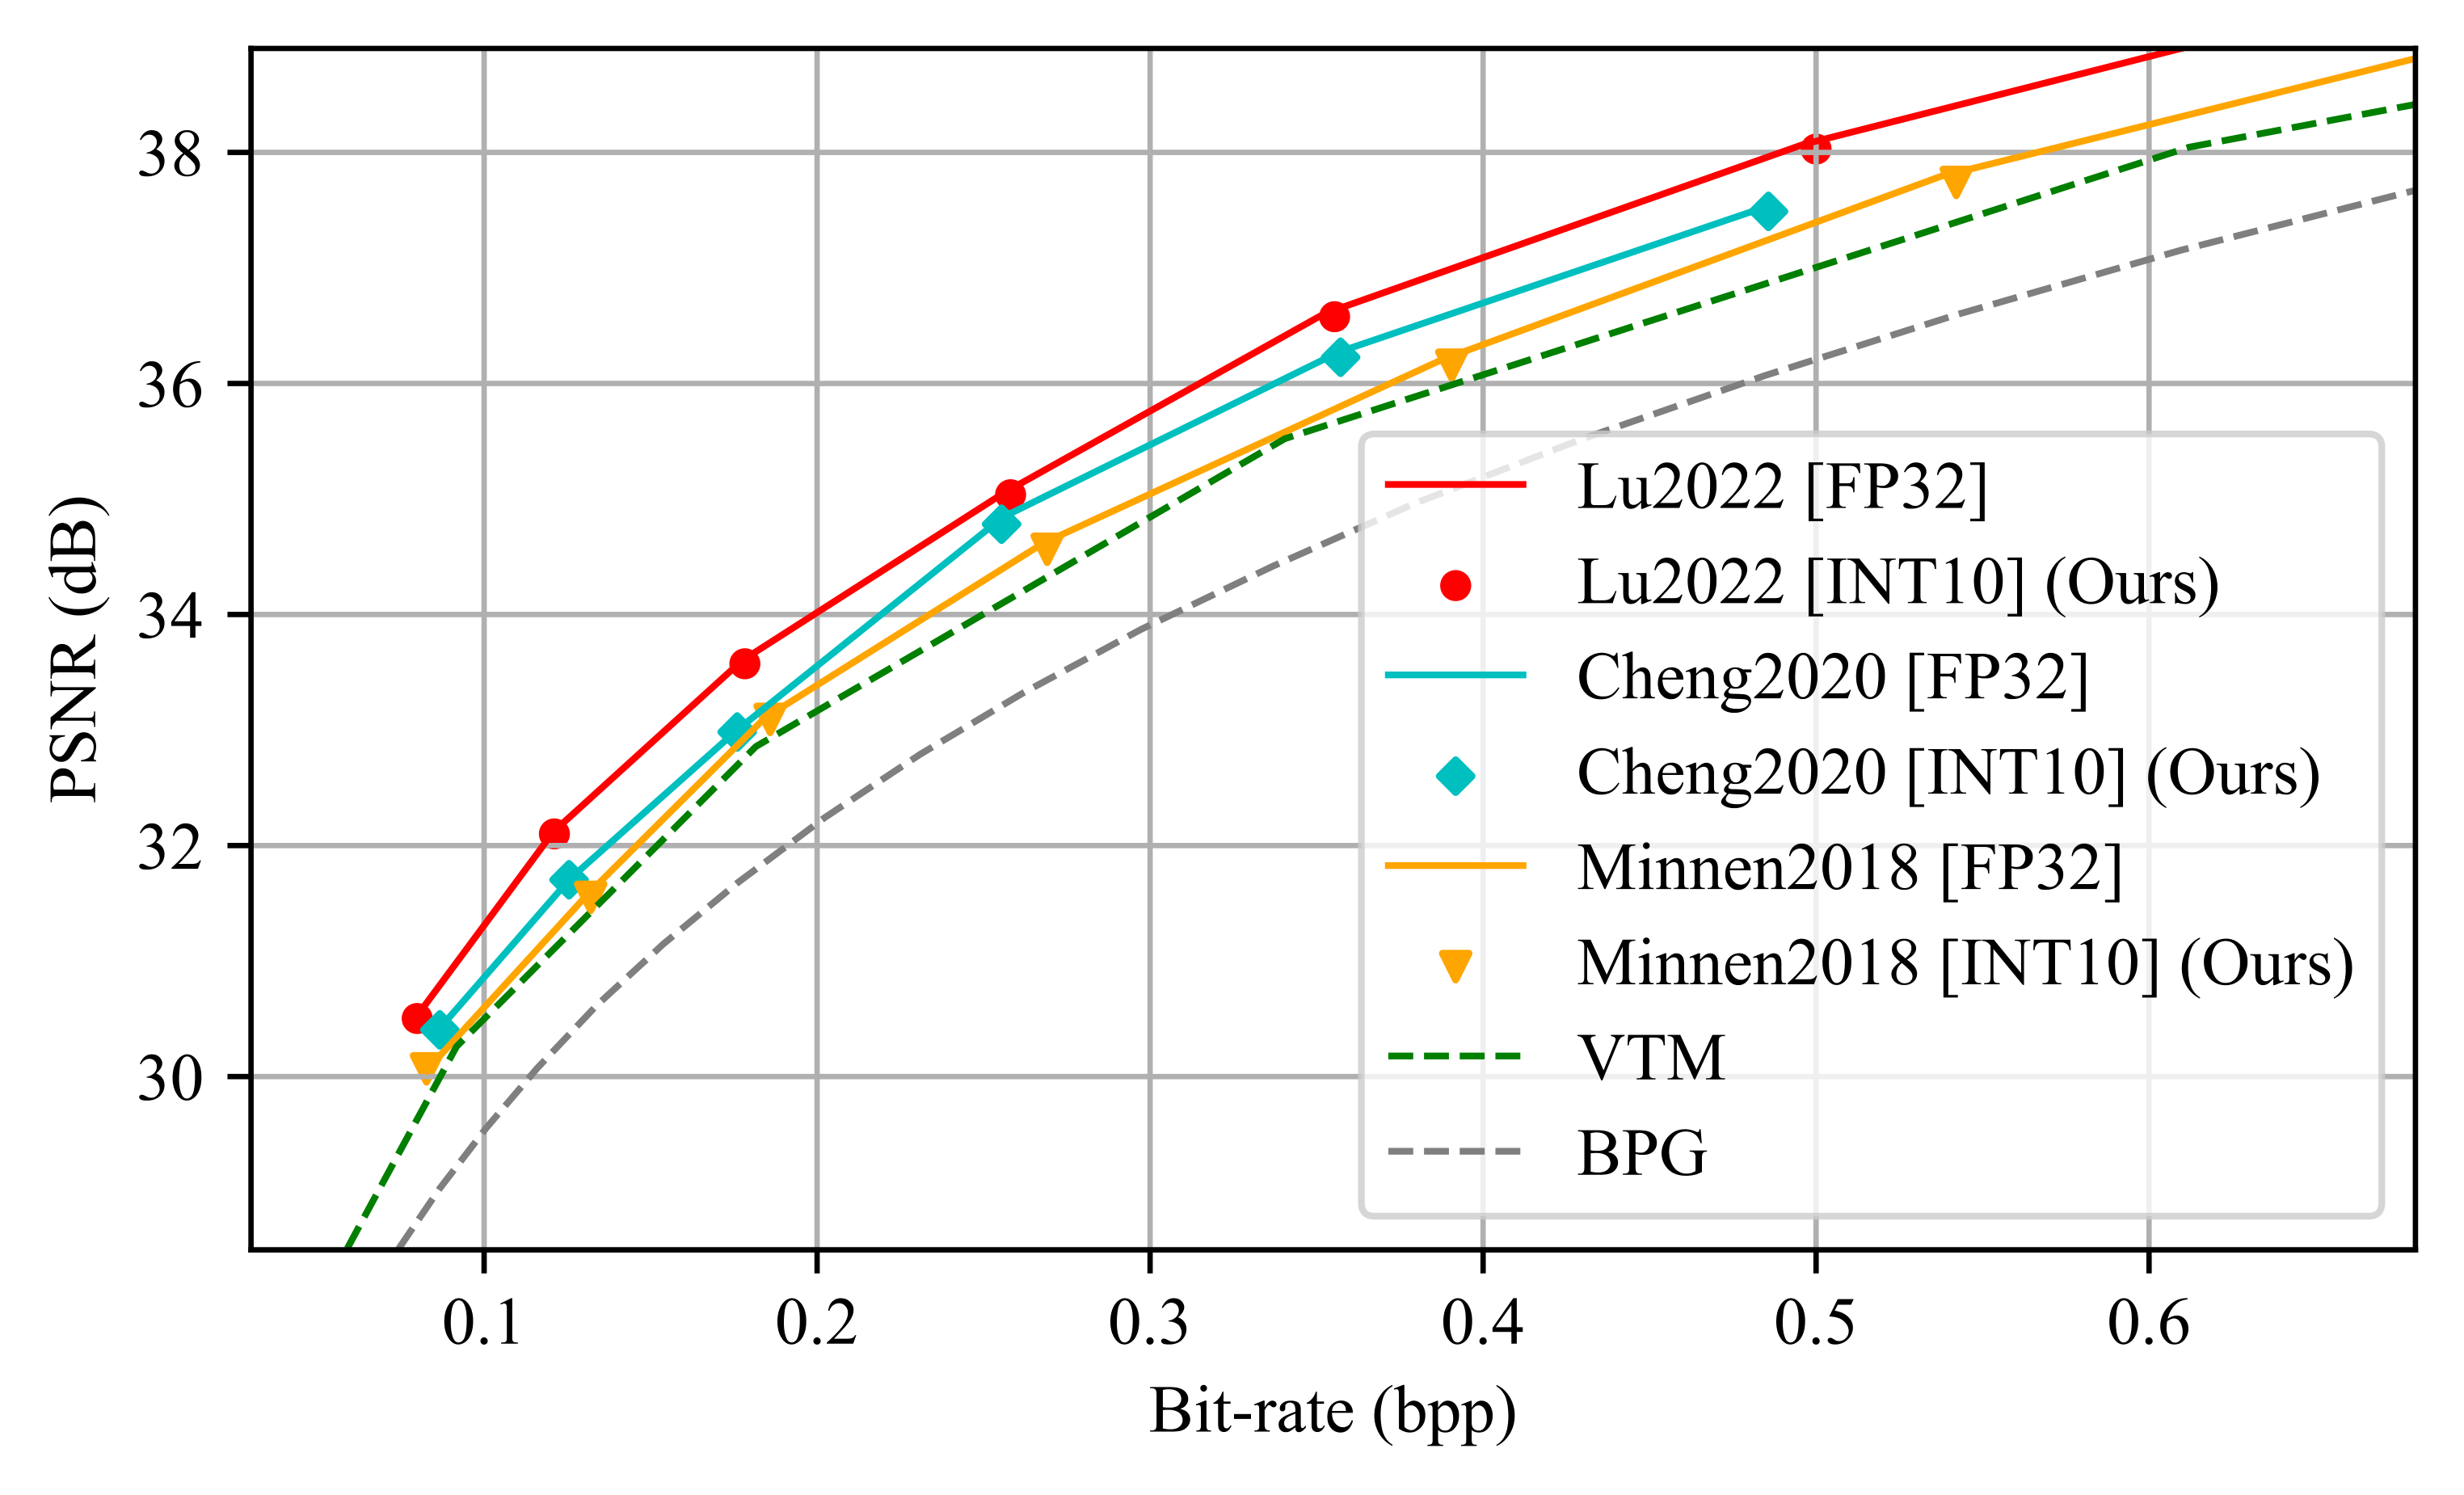 PSNR (dB)
38
36
34
32
30
Lu2022 [FP32]
Lu2022 [INT10] (Ours)
Cheng2020 [FP32]
Cheng2020 [INT10] (Ours)
Minnen2018 [FP32]
Minnen2018 [INT10] (Ours)
VTM
BPG
0.1 0.2 0.3 0.4 0.5 0.6
Bit-rate (bpp)